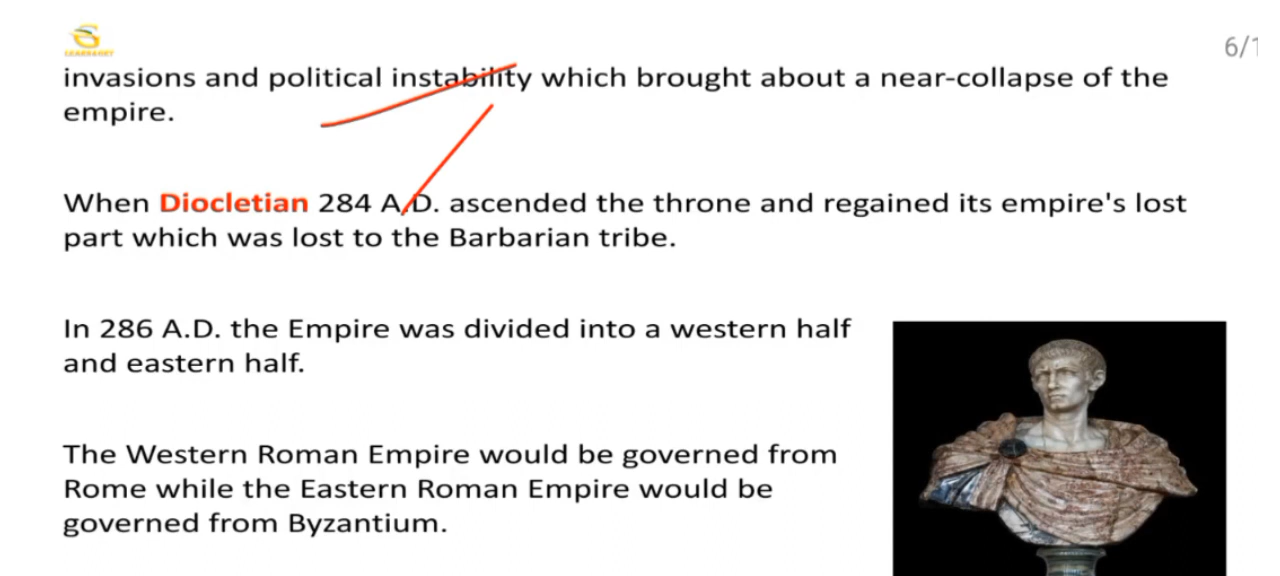 LEARN4GET
6/1
invasions and political instability which brought about a near-collapse of the
empire.
When Diocletian 284 A.D. ascended the throne and regained its empire's lost
part which was lost to the Barbarian tribe.
In 286 A.D. the Empire was divided into a western half
and eastern half.
The Western Roman Empire would be governed from
Rome while the Eastern Roman Empire would be
governed from Byzantium.